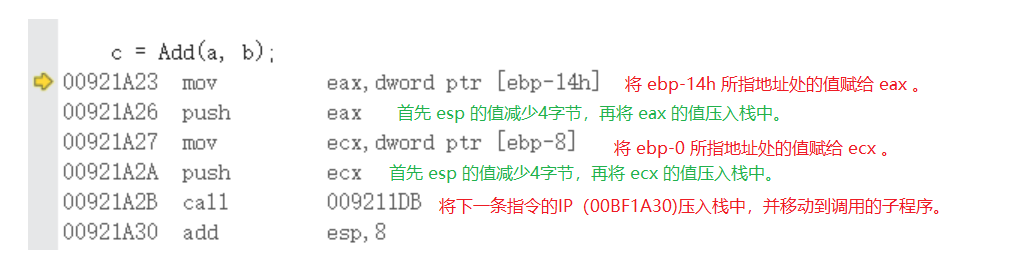 c = Add(a, b);
00921A23 mov eax,dword ptr [ebp-14h] 将 ebp-14h 所指地址处的值赋给 eax 。
00921A26 push eax 首先 esp 的值减少4字节，再将 eax 的值压入栈中。
00921A27 mov ecx,dword ptr [ebp-8] 将 ebp-0 所指地址处的值赋给 ecx 。
00921A2A push ecx 首先 esp 的值减少4字节，再将 ecx 的值压入栈中。
00921A2B call 009211DB 将下一条指令的IP（00BF1A30)压入栈中，并移动到调用的子程序。
00921A30 add esp,8